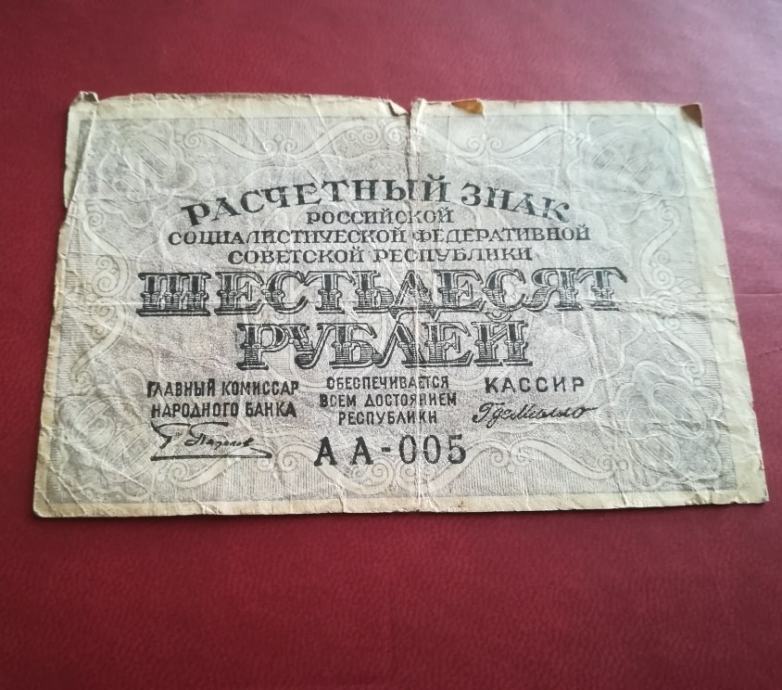 РАСЧЕТНЫЙ ЗНАК
РОССИЙСКОЙ
СОЦИАЛИСТИЧЕСКОЙ ФЕДЕРАТИВНОЙ
СОВЕТСКОЙ РЕСПУБЛИКИ
ШЕСТЬДЕСЯТ
РУБЛЕЙ
ГЛАВНЫЙ КОМИССАР
НАРОДНОГО БАНКА
ОБЕСПЕЧИВАЕТСЯ
ВСЕМ ДОСТОЯНИЕМ
РЕСПУБЛИКИ
КАССИР
АА-005